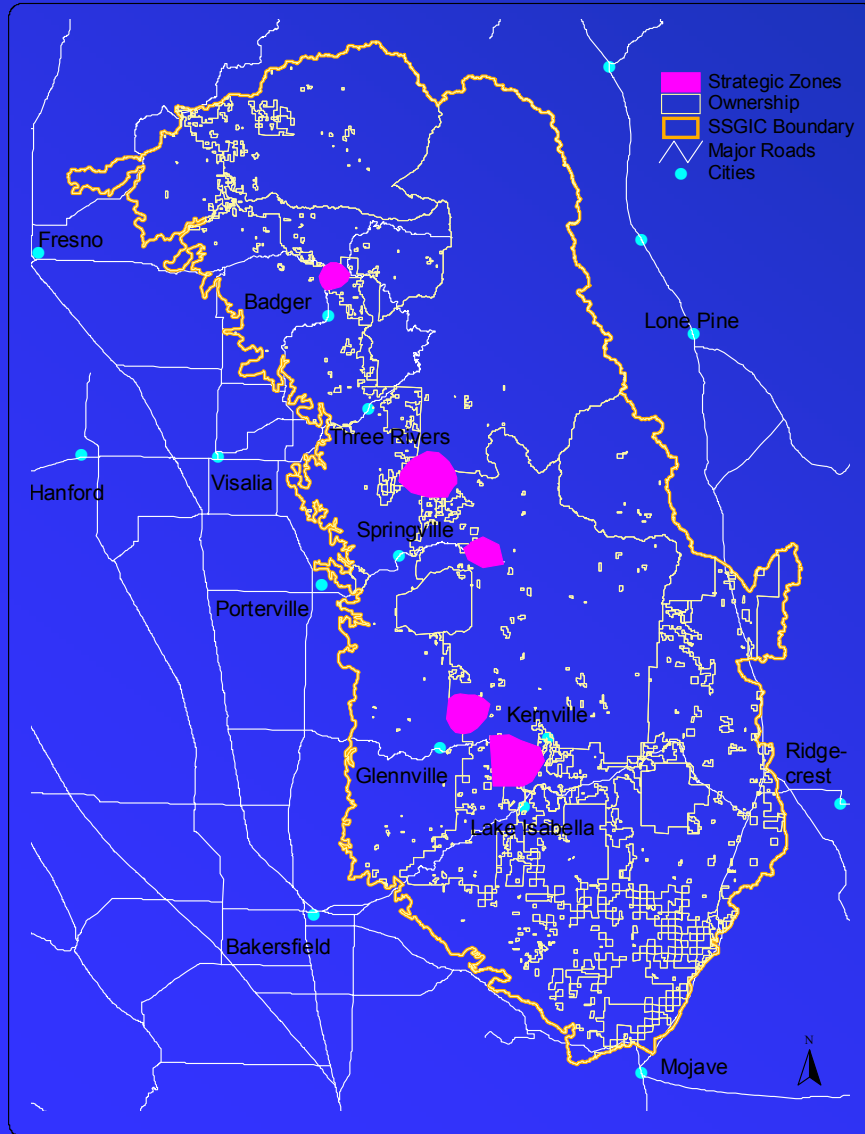 Strategic Zones
Ownership
SSGIC Boundary
Major Roads
Cities
Fresno
Badger
Lone Pine
Three Rivers
Hanford
Visalia
Springville
Porterville
Kernville
Ridge-
crest
Glennville
Lake Isabella
Bakersfield
N
Mojave